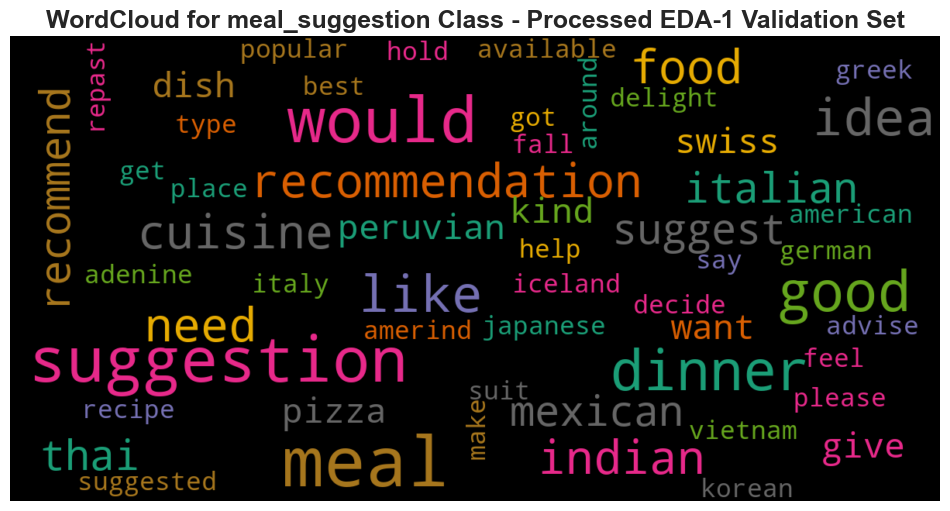 WordCloud for meal_suggestion Class - Processed EDA-1 Validation Set
popular hold available
repast dish best would around food greek
recommend type got delight idea
fall swiss
get place recommendation italian
cuisine peruvian kind suggest american
help say german
adenine italy like iceland decide good
need amerind japanese want advise
suggestion dinner feel
recipe pizza suit mexican please
thai meal make indian vietnam give
suggested korean